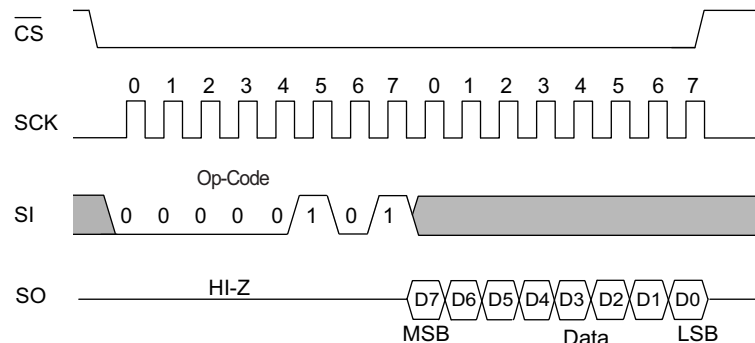 CS
0 1 2 3 4 5 6 7 0 1 2 3 4 5 6 7
SCK
Op-Code
SI 0 0 0 0 0 1 0 1
HI-Z
SO D7 D6 D5 D4 D3 D2 D1 D0
MSB Data LSB